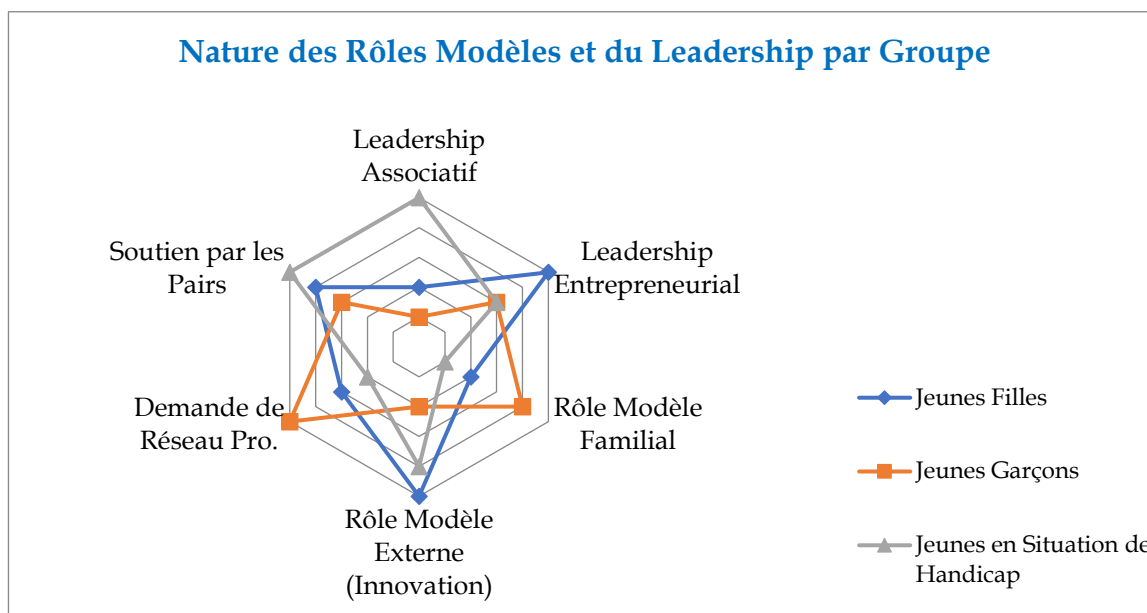 Nature des Rôles Modèles et du Leadership par Groupe
Leadership
Associatif
Leadership
Entrepreneurial
Rôle Modèle
Familial
Rôle Modèle
Externe
(Innovation)
Demande de
Réseau Pro.
Soutien par les
Pairs
Jeunes Filles
Jeunes Garçons
Jeunes en Situation de
Handicap